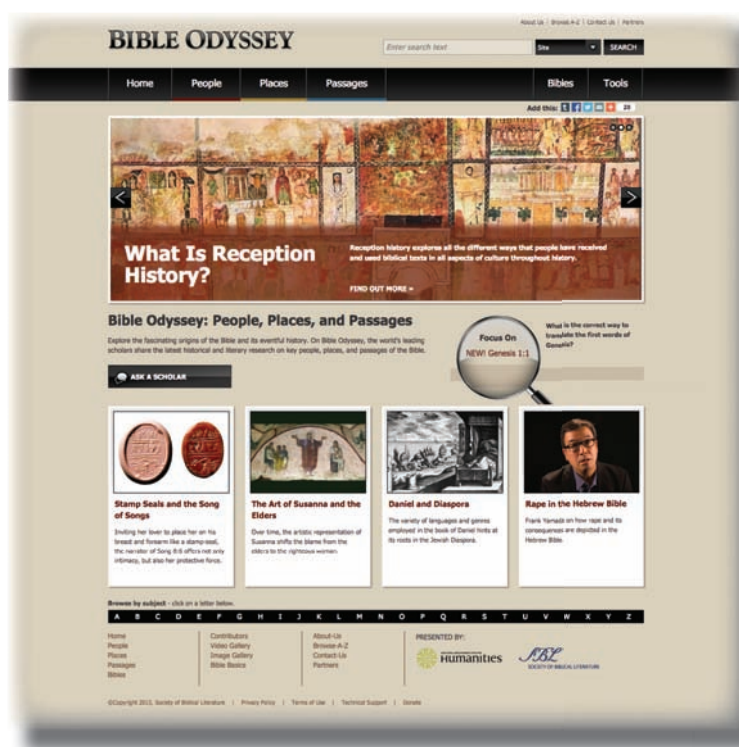 About Us | Browse A-Z | Contact Us | Partners
BIBLE ODYSSEY
Enter search text
Site
SEARCH
Home People Places Passages Bibles Tools
Add this:
What Is Reception
History?
Reception history explores all the different ways that people have received
and used biblical texts in all aspects of culture throughout history.
FIND OUT MORE »
Bible Odyssey: People, Places, and Passages
Explore the fascinating origins of the Bible and its eventful history. On Bible Odyssey, the world's leading
scholars share the latest historical and literary research on key people, places, and passages of the Bible.
ASK A SCHOLAR
Focus On
NEW! Genesis 1:1
What is the correct way to
translate the first words of
Genesis?
Stamp Seals and the Song
of Songs
Inviting her lover to place her on his
breast and forearm like a stamp-seal,
the narrator of Song 8:6 offers not only
intimacy, but also her protective force.
The Art of Susanna and the
Elders
Over time, the artistic representation of
Susanna shifts the blame from the
elders to the righteous women.
Daniel and Diaspora
The variety of languages and genres
employed in the book of Daniel hints at
its roots in the Jewish Diaspora.
Rape in the Hebrew Bible
Frank Yamada on how rape and its
consequences are depicted in the
Hebrew Bible.
Browse by subject - click on a letter below.
A B C D E F G H I J K L M N O P Q R S T U V W X Y Z
Home
People
Places
Passages
Bibles
Contributors
Video Gallery
Image Gallery
Bible Basics
About-Us
Browse-A-Z
Contact-Us
Partners
PRESENTED BY:
Humanities
SBL
SOCIETY OF BIBLICAL LITERATURE
©Copyright 2013, Society of Biblical Literature | Privacy Policy | Terms of Use | Technical Support | Donate